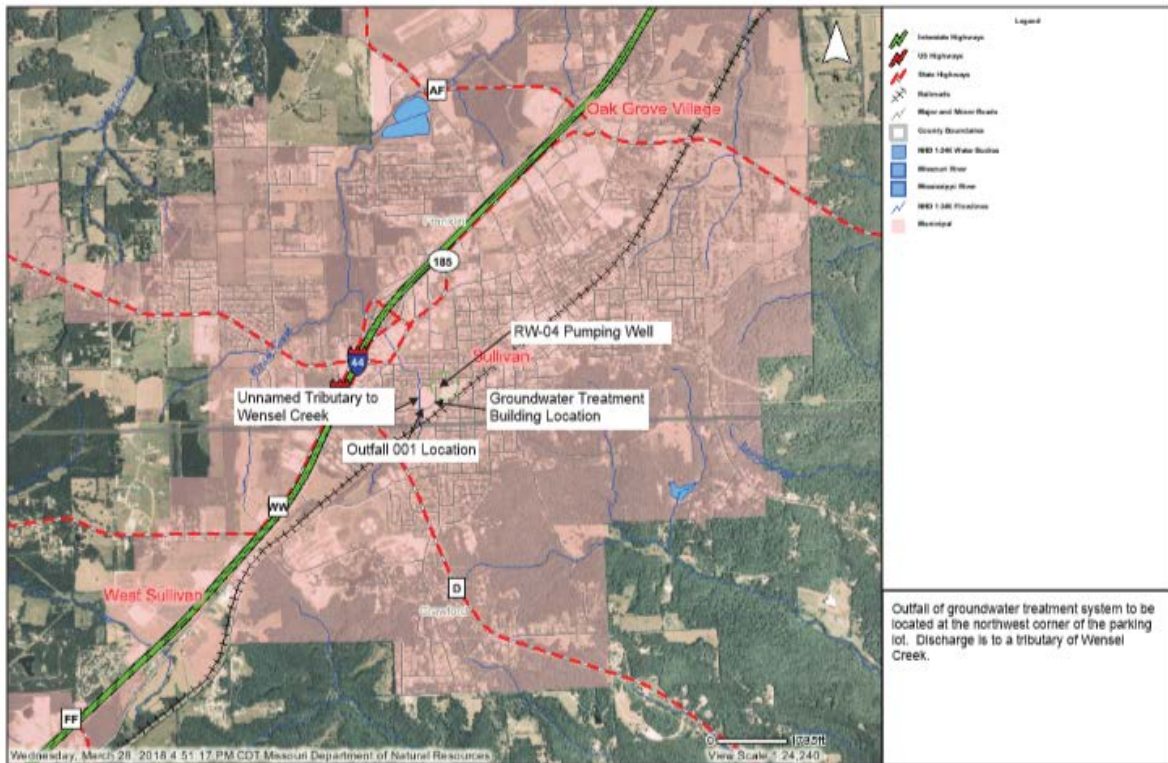 AF
Oak Grove Village
Franklin
185
RW-04 Pumping Well
Sullivan
44
Unnamed Tributary to
Wensel Creek
Groundwater Treatment
Building Location
Outfall 001 Location
WW
West Sullivan
D
Crawford
FF
Wednesday, March 28, 2018 4:51:17 PM CDT Missouri Department of Natural Resources
0 1795ft
View Scale 1:24,240
Legend
Interstate Highways
US Highways
State Highways
Railroads
Major and Minor Roads
County Boundaries
NHD 1:24K Water Bodies
Missouri River
Mississippi River
NHD 1:24K Flowlines
Municipal
Outfall of groundwater treatment system to be
located at the northwest corner of the parking
lot. Discharge is to a tributary of Wensel
Creek.